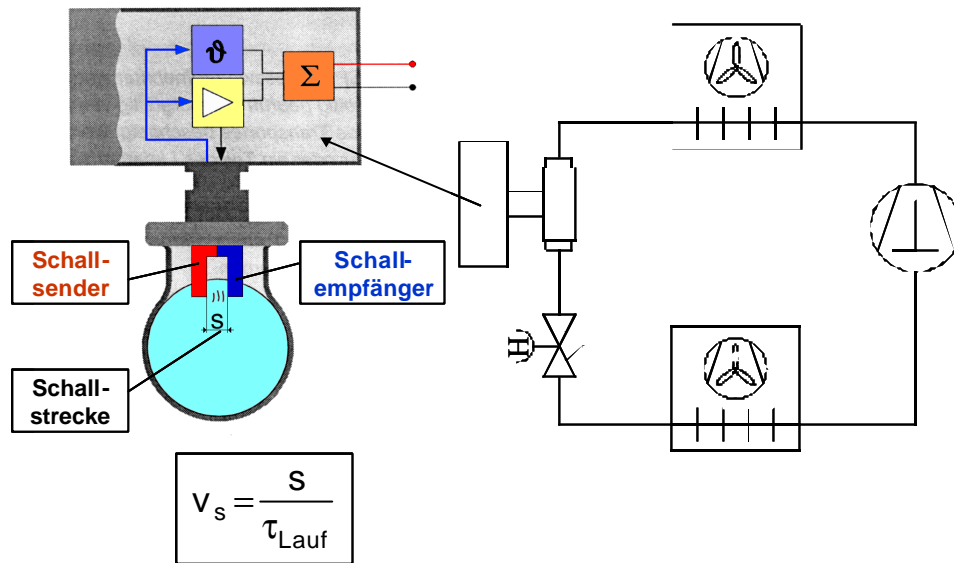 ϑ
Σ
Schall-
sender
Schall-
empfänger
s
Schall-
strecke
H
v_s = s / τ_Lauf